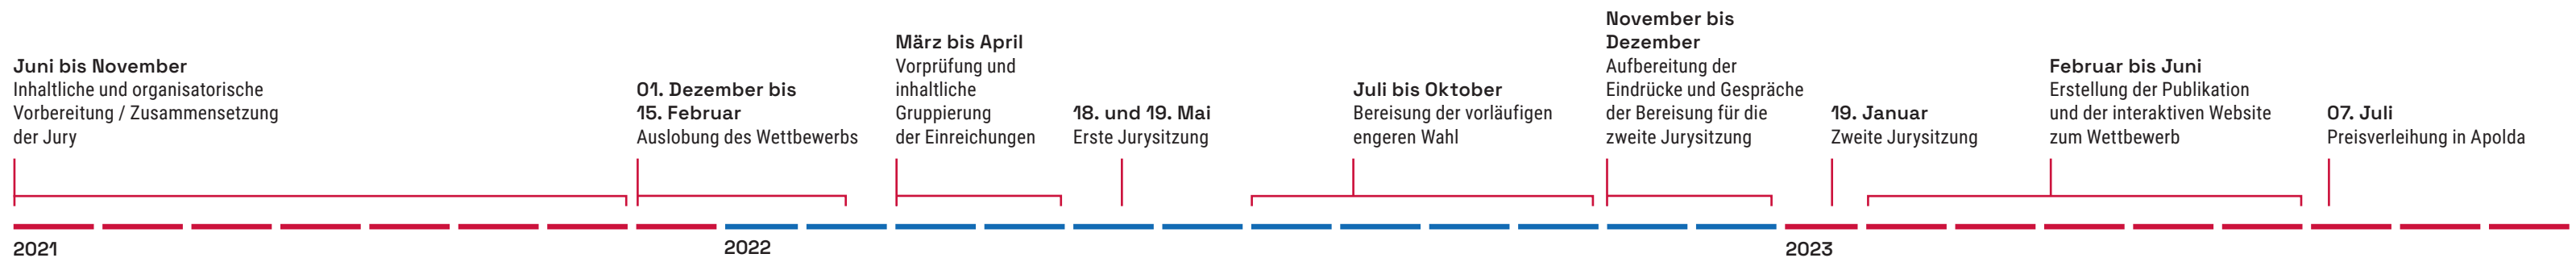 Juni bis November
Inhaltliche und organisatorische
Vorbereitung / Zusammensetzung
der Jury
01. Dezember bis
15. Februar
Auslobung des Wettbewerbs
März bis April
Vorprüfung und
inhaltliche
Gruppierung
der Einreichungen
18. und 19. Mai
Erste Jurysitzung
Juli bis Oktober
Bereisung der vorläufigen
engeren Wahl
November bis
Dezember
Aufbereitung der
Eindrücke und Gespräche
der Bereisung für die
zweite Jurysitzung
19. Januar
Zweite Jurysitzung
Februar bis Juni
Erstellung der Publikation
und der interaktiven Website
zum Wettbewerb
07. Juli
Preisverleihung in Apolda
2021
2022
2023